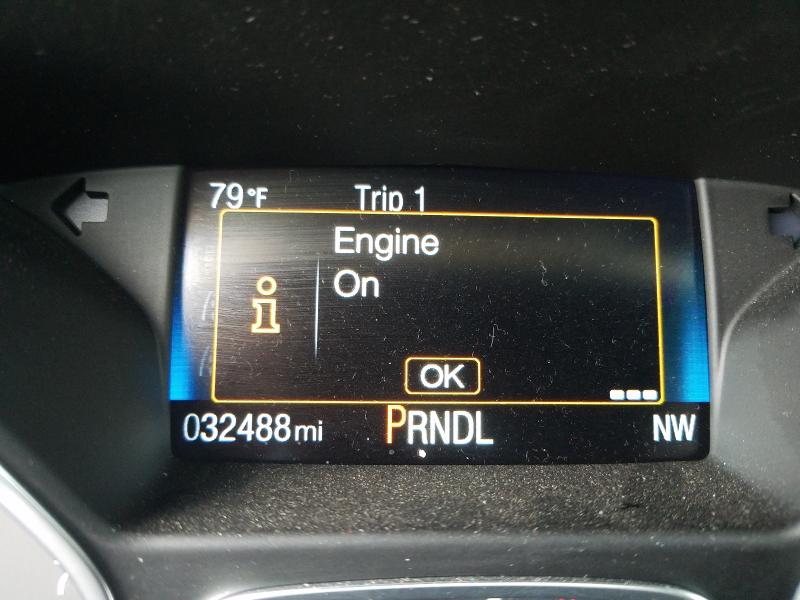 79°F Trip 1
Engine
On
OK
032488mi PRNDL NW